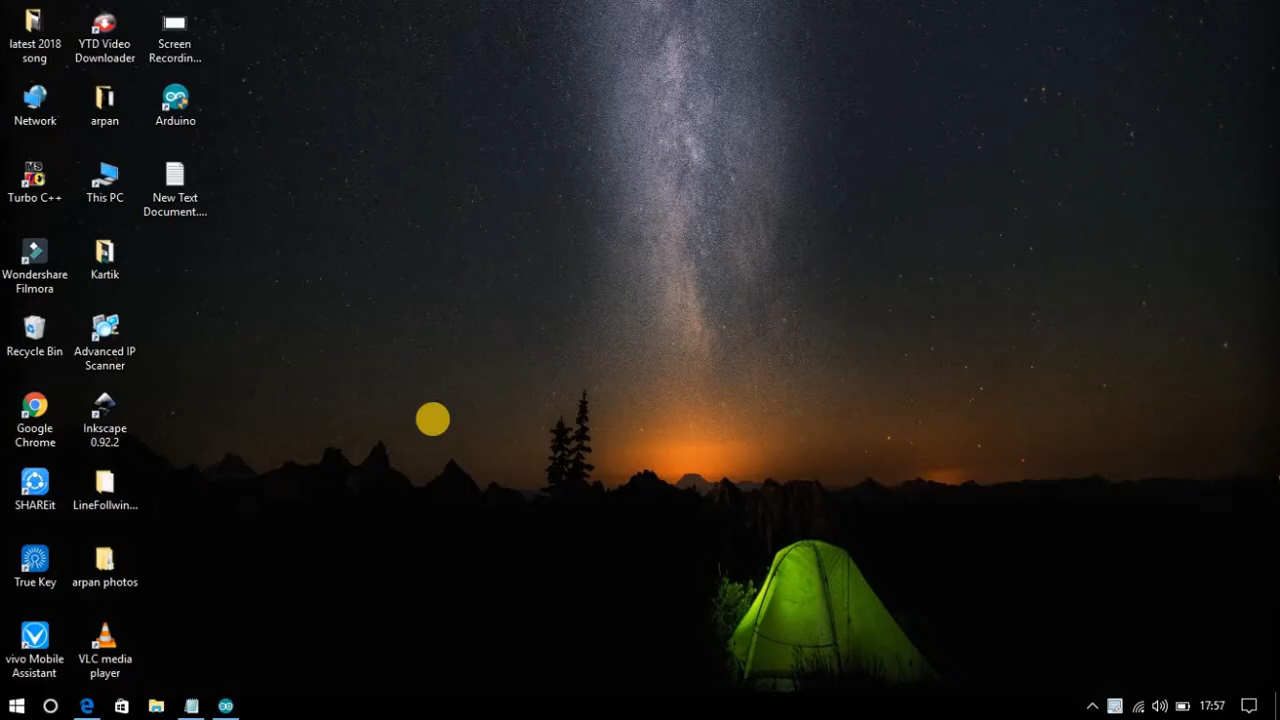 latest 2018
song
YTD Video
Downloader
Screen
Recordin...
Network
arpan
Arduino
MS
Turbo C++
This PC
New Text
Document....
Wondershare
Filmora
Kartik
Recycle Bin
Advanced IP
Scanner
Google
Chrome
Inkscape
0.92.2
SHAREit
LineFollwin...
True Key
arpan photos
vivo Mobile
Assistant
VLC media
player
17:57